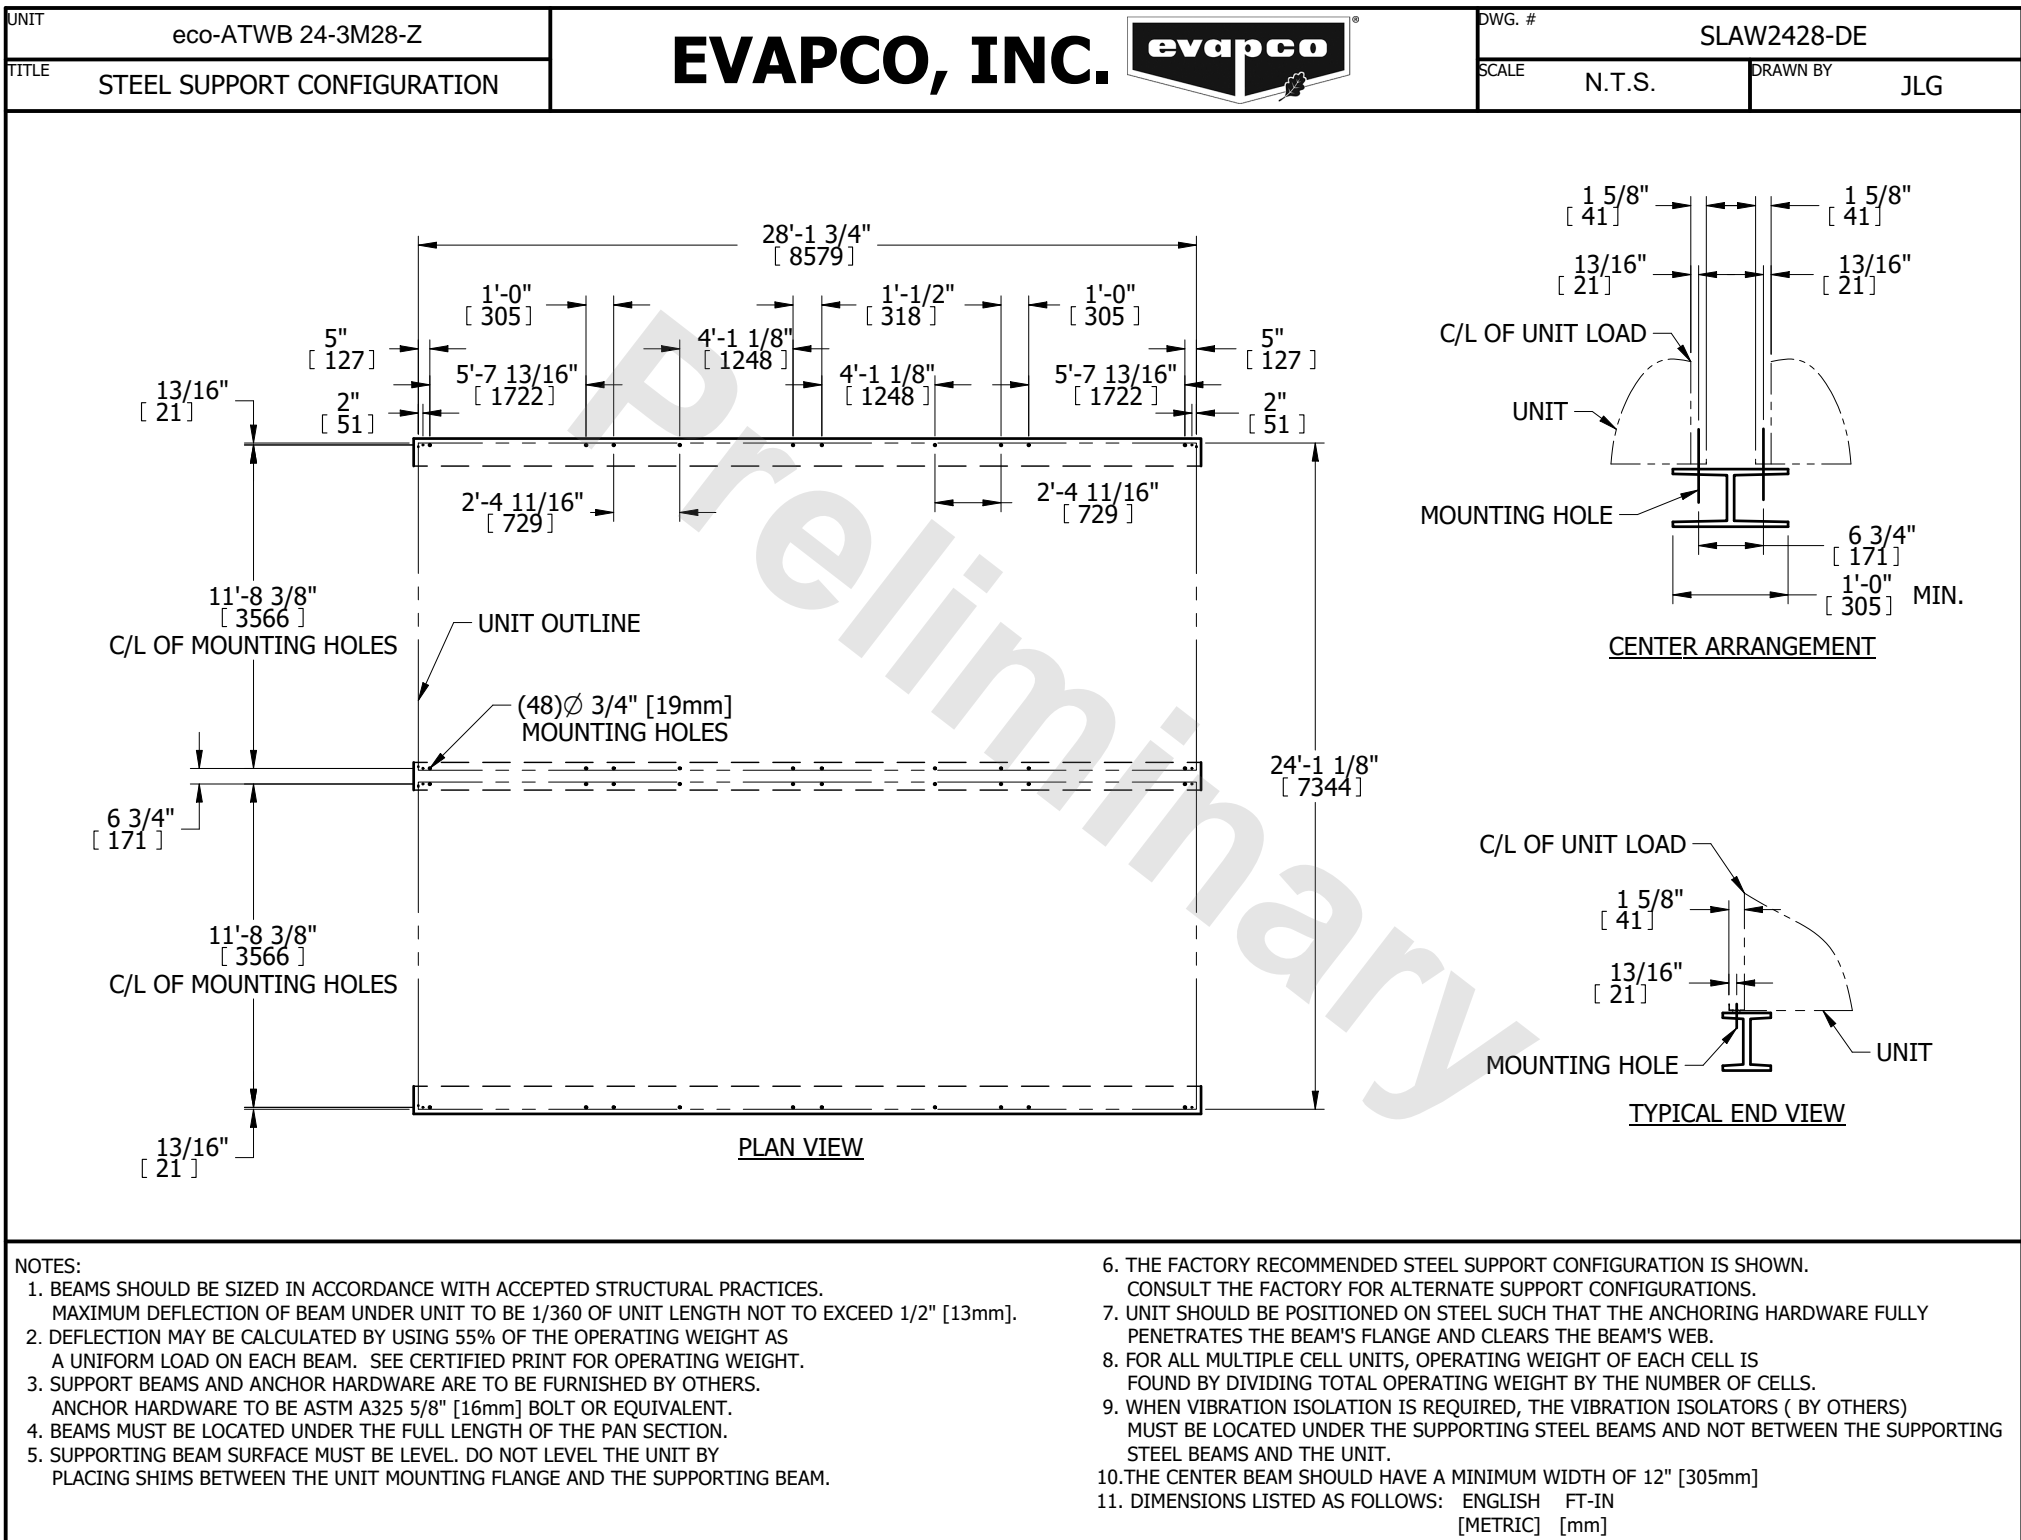 UNIT
eco-ATWB 24-3M28-Z
TITLE
STEEL SUPPORT CONFIGURATION
EVAPCO, INC.
evapco
®
DWG. #
SLAW2428-DE
SCALE
N.T.S.
DRAWN BY
JLG
28'-1 3/4"
[ 8579 ]
1'-0"
[ 305 ]
1'-1/2"
[ 318 ]
1'-0"
[ 305 ]
5"
[ 127 ]
4'-1 1/8"
[ 1248 ]
5"
[ 127 ]
5'-7 13/16"
[ 1722 ]
4'-1 1/8"
[ 1248 ]
5'-7 13/16"
[ 1722 ]
13/16"
[ 21 ]
2"
[ 51 ]
2"
[ 51 ]
2'-4 11/16"
[ 729 ]
2'-4 11/16"
[ 729 ]
11'-8 3/8"
[ 3566 ]
C/L OF MOUNTING HOLES
UNIT OUTLINE
(48)Ø 3/4" [19mm]
MOUNTING HOLES
6 3/4"
[ 171 ]
24'-1 1/8"
[ 7344 ]
11'-8 3/8"
[ 3566 ]
C/L OF MOUNTING HOLES
13/16"
[ 21 ]
PLAN VIEW
Preliminary
1 5/8"
[ 41 ]
1 5/8"
[ 41 ]
13/16"
[ 21 ]
13/16"
[ 21 ]
C/L OF UNIT LOAD
UNIT
MOUNTING HOLE
6 3/4"
[ 171 ]
1'-0"
[ 305 ] MIN.
CENTER ARRANGEMENT
C/L OF UNIT LOAD
1 5/8"
[ 41 ]
13/16"
[ 21 ]
MOUNTING HOLE
UNIT
TYPICAL END VIEW
NOTES:
1. BEAMS SHOULD BE SIZED IN ACCORDANCE WITH ACCEPTED STRUCTURAL PRACTICES.
MAXIMUM DEFLECTION OF BEAM UNDER UNIT TO BE 1/360 OF UNIT LENGTH NOT TO EXCEED 1/2" [13mm].
2. DEFLECTION MAY BE CALCULATED BY USING 55% OF THE OPERATING WEIGHT AS
A UNIFORM LOAD ON EACH BEAM. SEE CERTIFIED PRINT FOR OPERATING WEIGHT.
3. SUPPORT BEAMS AND ANCHOR HARDWARE ARE TO BE FURNISHED BY OTHERS.
ANCHOR HARDWARE TO BE ASTM A325 5/8" [16mm] BOLT OR EQUIVALENT.
4. BEAMS MUST BE LOCATED UNDER THE FULL LENGTH OF THE PAN SECTION.
5. SUPPORTING BEAM SURFACE MUST BE LEVEL. DO NOT LEVEL THE UNIT BY
PLACING SHIMS BETWEEN THE UNIT MOUNTING FLANGE AND THE SUPPORTING BEAM.
6. THE FACTORY RECOMMENDED STEEL SUPPORT CONFIGURATION IS SHOWN.
CONSULT THE FACTORY FOR ALTERNATE SUPPORT CONFIGURATIONS.
7. UNIT SHOULD BE POSITIONED ON STEEL SUCH THAT THE ANCHORING HARDWARE FULLY
PENETRATES THE BEAM'S FLANGE AND CLEARS THE BEAM'S WEB.
8. FOR ALL MULTIPLE CELL UNITS, OPERATING WEIGHT OF EACH CELL IS
FOUND BY DIVIDING TOTAL OPERATING WEIGHT BY THE NUMBER OF CELLS.
9. WHEN VIBRATION ISOLATION IS REQUIRED, THE VIBRATION ISOLATORS ( BY OTHERS)
MUST BE LOCATED UNDER THE SUPPORTING STEEL BEAMS AND NOT BETWEEN THE SUPPORTING
STEEL BEAMS AND THE UNIT.
10.THE CENTER BEAM SHOULD HAVE A MINIMUM WIDTH OF 12" [305mm]
11. DIMENSIONS LISTED AS FOLLOWS: ENGLISH FT-IN
[METRIC] [mm]